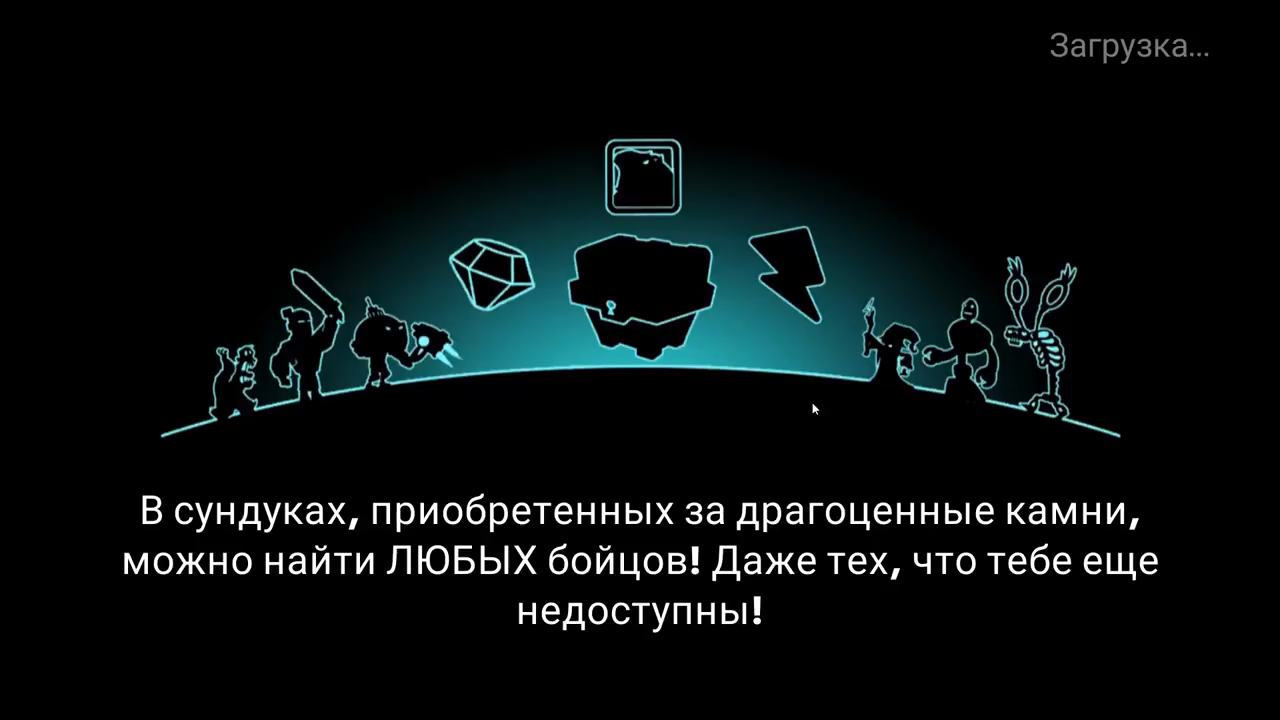 Загрузка...
В сундуках, приобретенных за драгоценные камни,
можно найти ЛЮБЫХ бойцов! Даже тех, что тебе еще
недоступны!